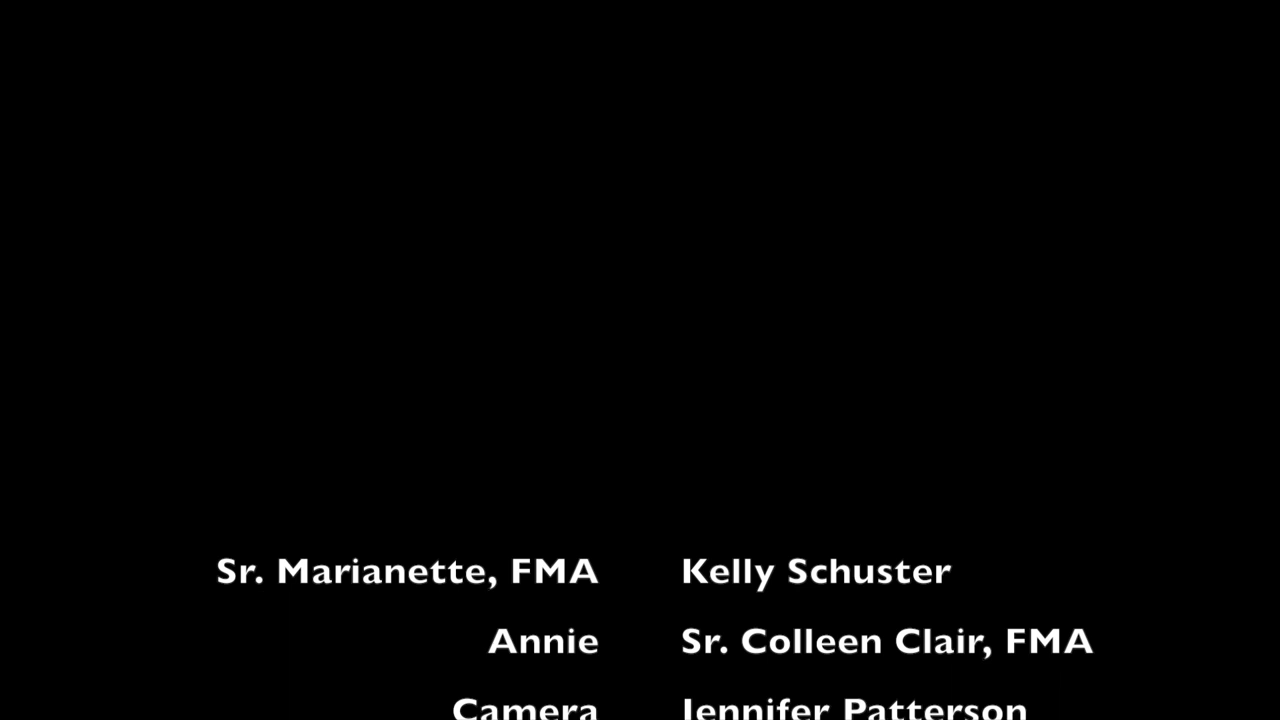 Sr. Marianette, FMA Kelly Schuster
Annie Sr. Colleen Clair, FMA
Camera Jennifer Patterson